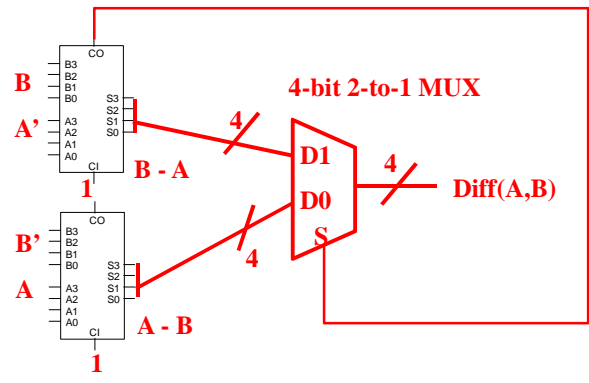 CO
B3
B2
B1
B0
B
S3
S2
S1
S0
A'
A3
A2
A1
A0
CI
1
B - A
4-bit 2-to-1 MUX
4
D1
D0
S
4
Diff(A,B)
4
CO
B'
B3
B2
B1
B0
S3
S2
S1
S0
A
A3
A2
A1
A0
CI
1
A - B